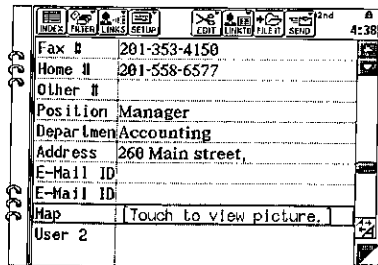 INDEX FILTER LINKS SETUP EDIT LINKTO FILE IT SEND 2nd 4:38
Fax # 201-353-4150
Home # 201-558-6577
Other #
Position Manager
Departmen Accounting
Address 260 Main street,
E-Mail ID
E-Mail ID
Map [Touch to view picture.]
User 2